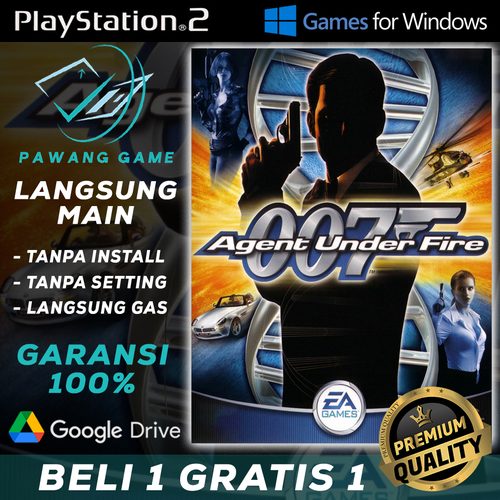 PlayStation®2
Games for Windows
PAWANG GAME
LANGSUNG
MAIN
- TANPA INSTALL
- TANPA SETTING
- LANGSUNG GAS
GARANSI
100%
Google Drive
007
Agent Under Fire
EA
GAMES
PREMIUM
QUALITY
BELI 1 GRATIS 1